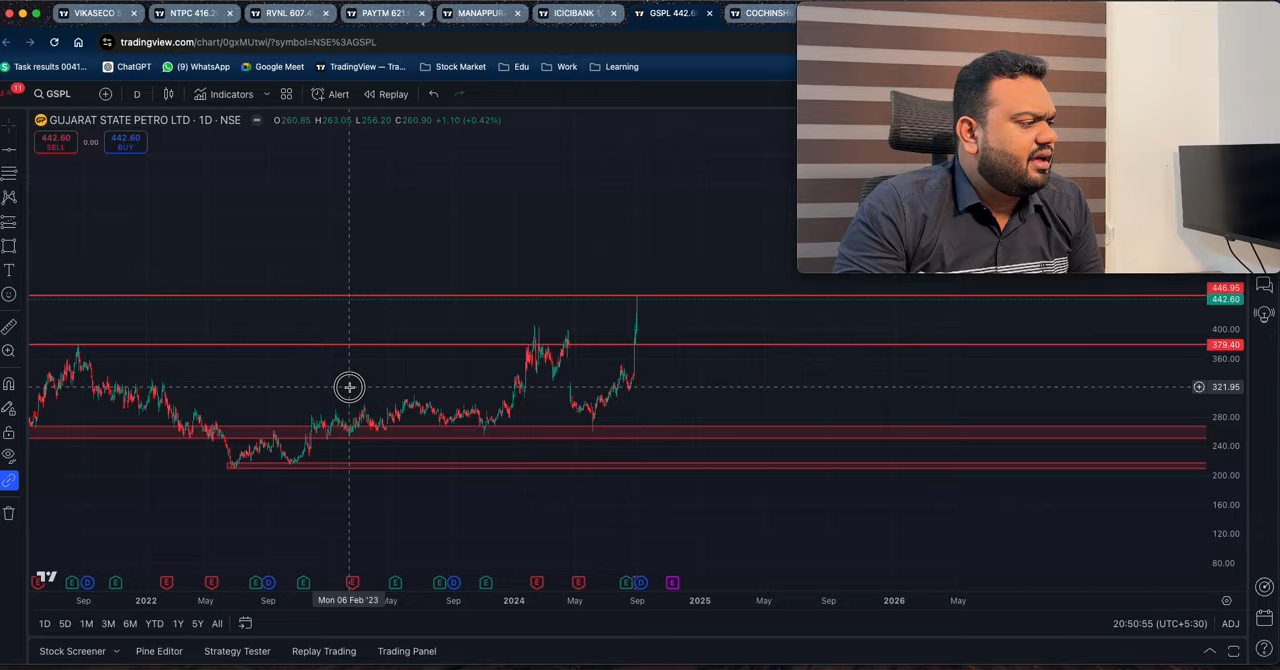 VIKASECO S
NTPC 416.2
RVNL 607.4
PAYTM 621.
MANAPPUR
ICICIBANK 1,
GSPL 442.6
COCHINSH
tradingview.com/chart/0gxMUtwl/?symbol=NSE%3AGSPL
Task results 0041...
ChatGPT
(9) WhatsApp
Google Meet
TradingView — Tra...
Stock Market
Edu
Work
Learning
11
GSPL
D
Indicators
Alert
Replay
GUJARAT STATE PETRO LTD · 1D · NSE
O260.85 H263.05 L256.20 C260.90 +1.10 (+0.42%)
442.60
SELL
0.00
442.60
BUY
446.95
442.60
400.00
379.40
360.00
321.95
280.00
240.00
200.00
160.00
120.00
80.00
E E D E E E E D E E E E D E E E E D E
Sep 2022 May Sep Mon 06 Feb '23 May Sep 2024 May Sep 2025 May Sep 2026 May
1D 5D 1M 3M 6M YTD 1Y 5Y All
20:50:55 (UTC+5:30) ADJ
Stock Screener Pine Editor Strategy Tester Replay Trading Trading Panel